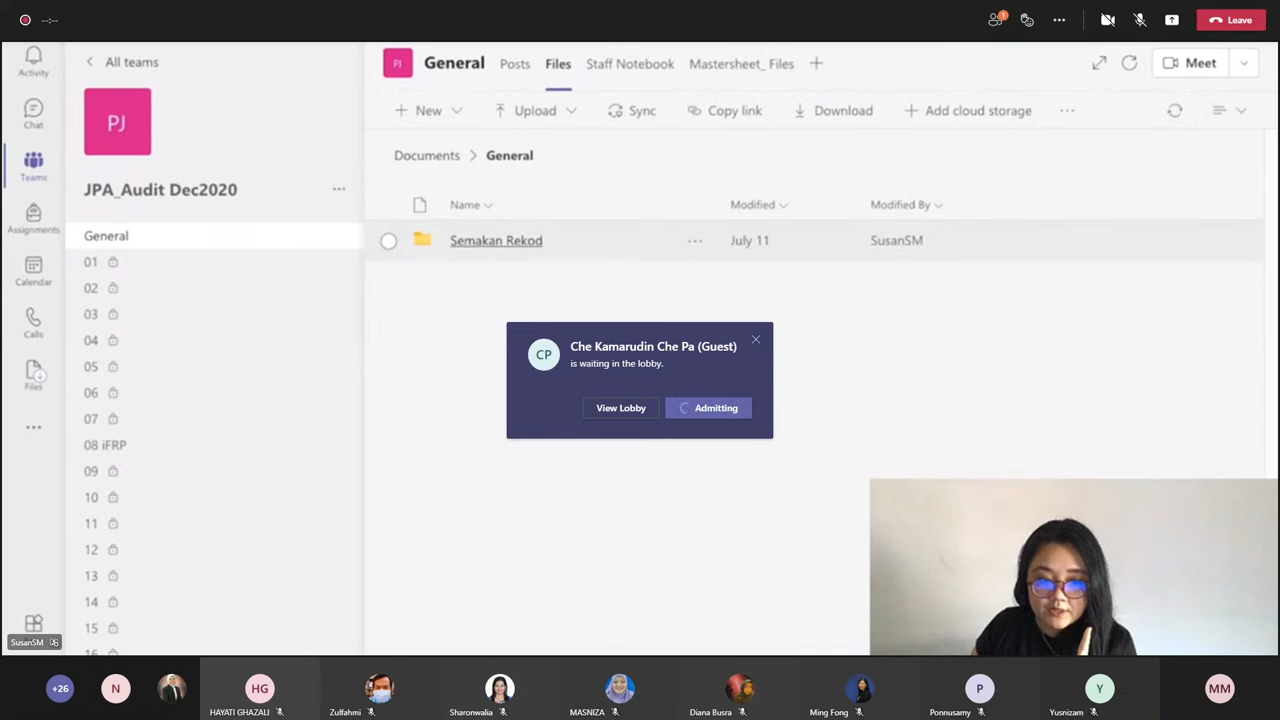 --:--
1
Leave
Activity
Chat
Teams
Assignments
Calendar
Calls
Files
All teams
PJ
JPA_Audit Dec2020
General
01
02
03
04
05
06
07
08 iFRP
09
10
11
12
13
14
15
16
PJ
General
Posts
Files
Staff Notebook
Mastersheet_ Files
Meet
New
Upload
Sync
Copy link
Download
Add cloud storage
Documents > General
Name
Modified
Modified By
Semakan Rekod
July 11
SusanSM
CP
Che Kamarudin Che Pa (Guest)
is waiting in the lobby.
View Lobby
Admitting
SusanSM
+26
N
HG
HAYATI GHAZALI
Zulfahmi
Sharonwalia
MASNIZA
Diana Busra
Ming Fong
P
Ponnusamy
Y
Yusnizam
MM